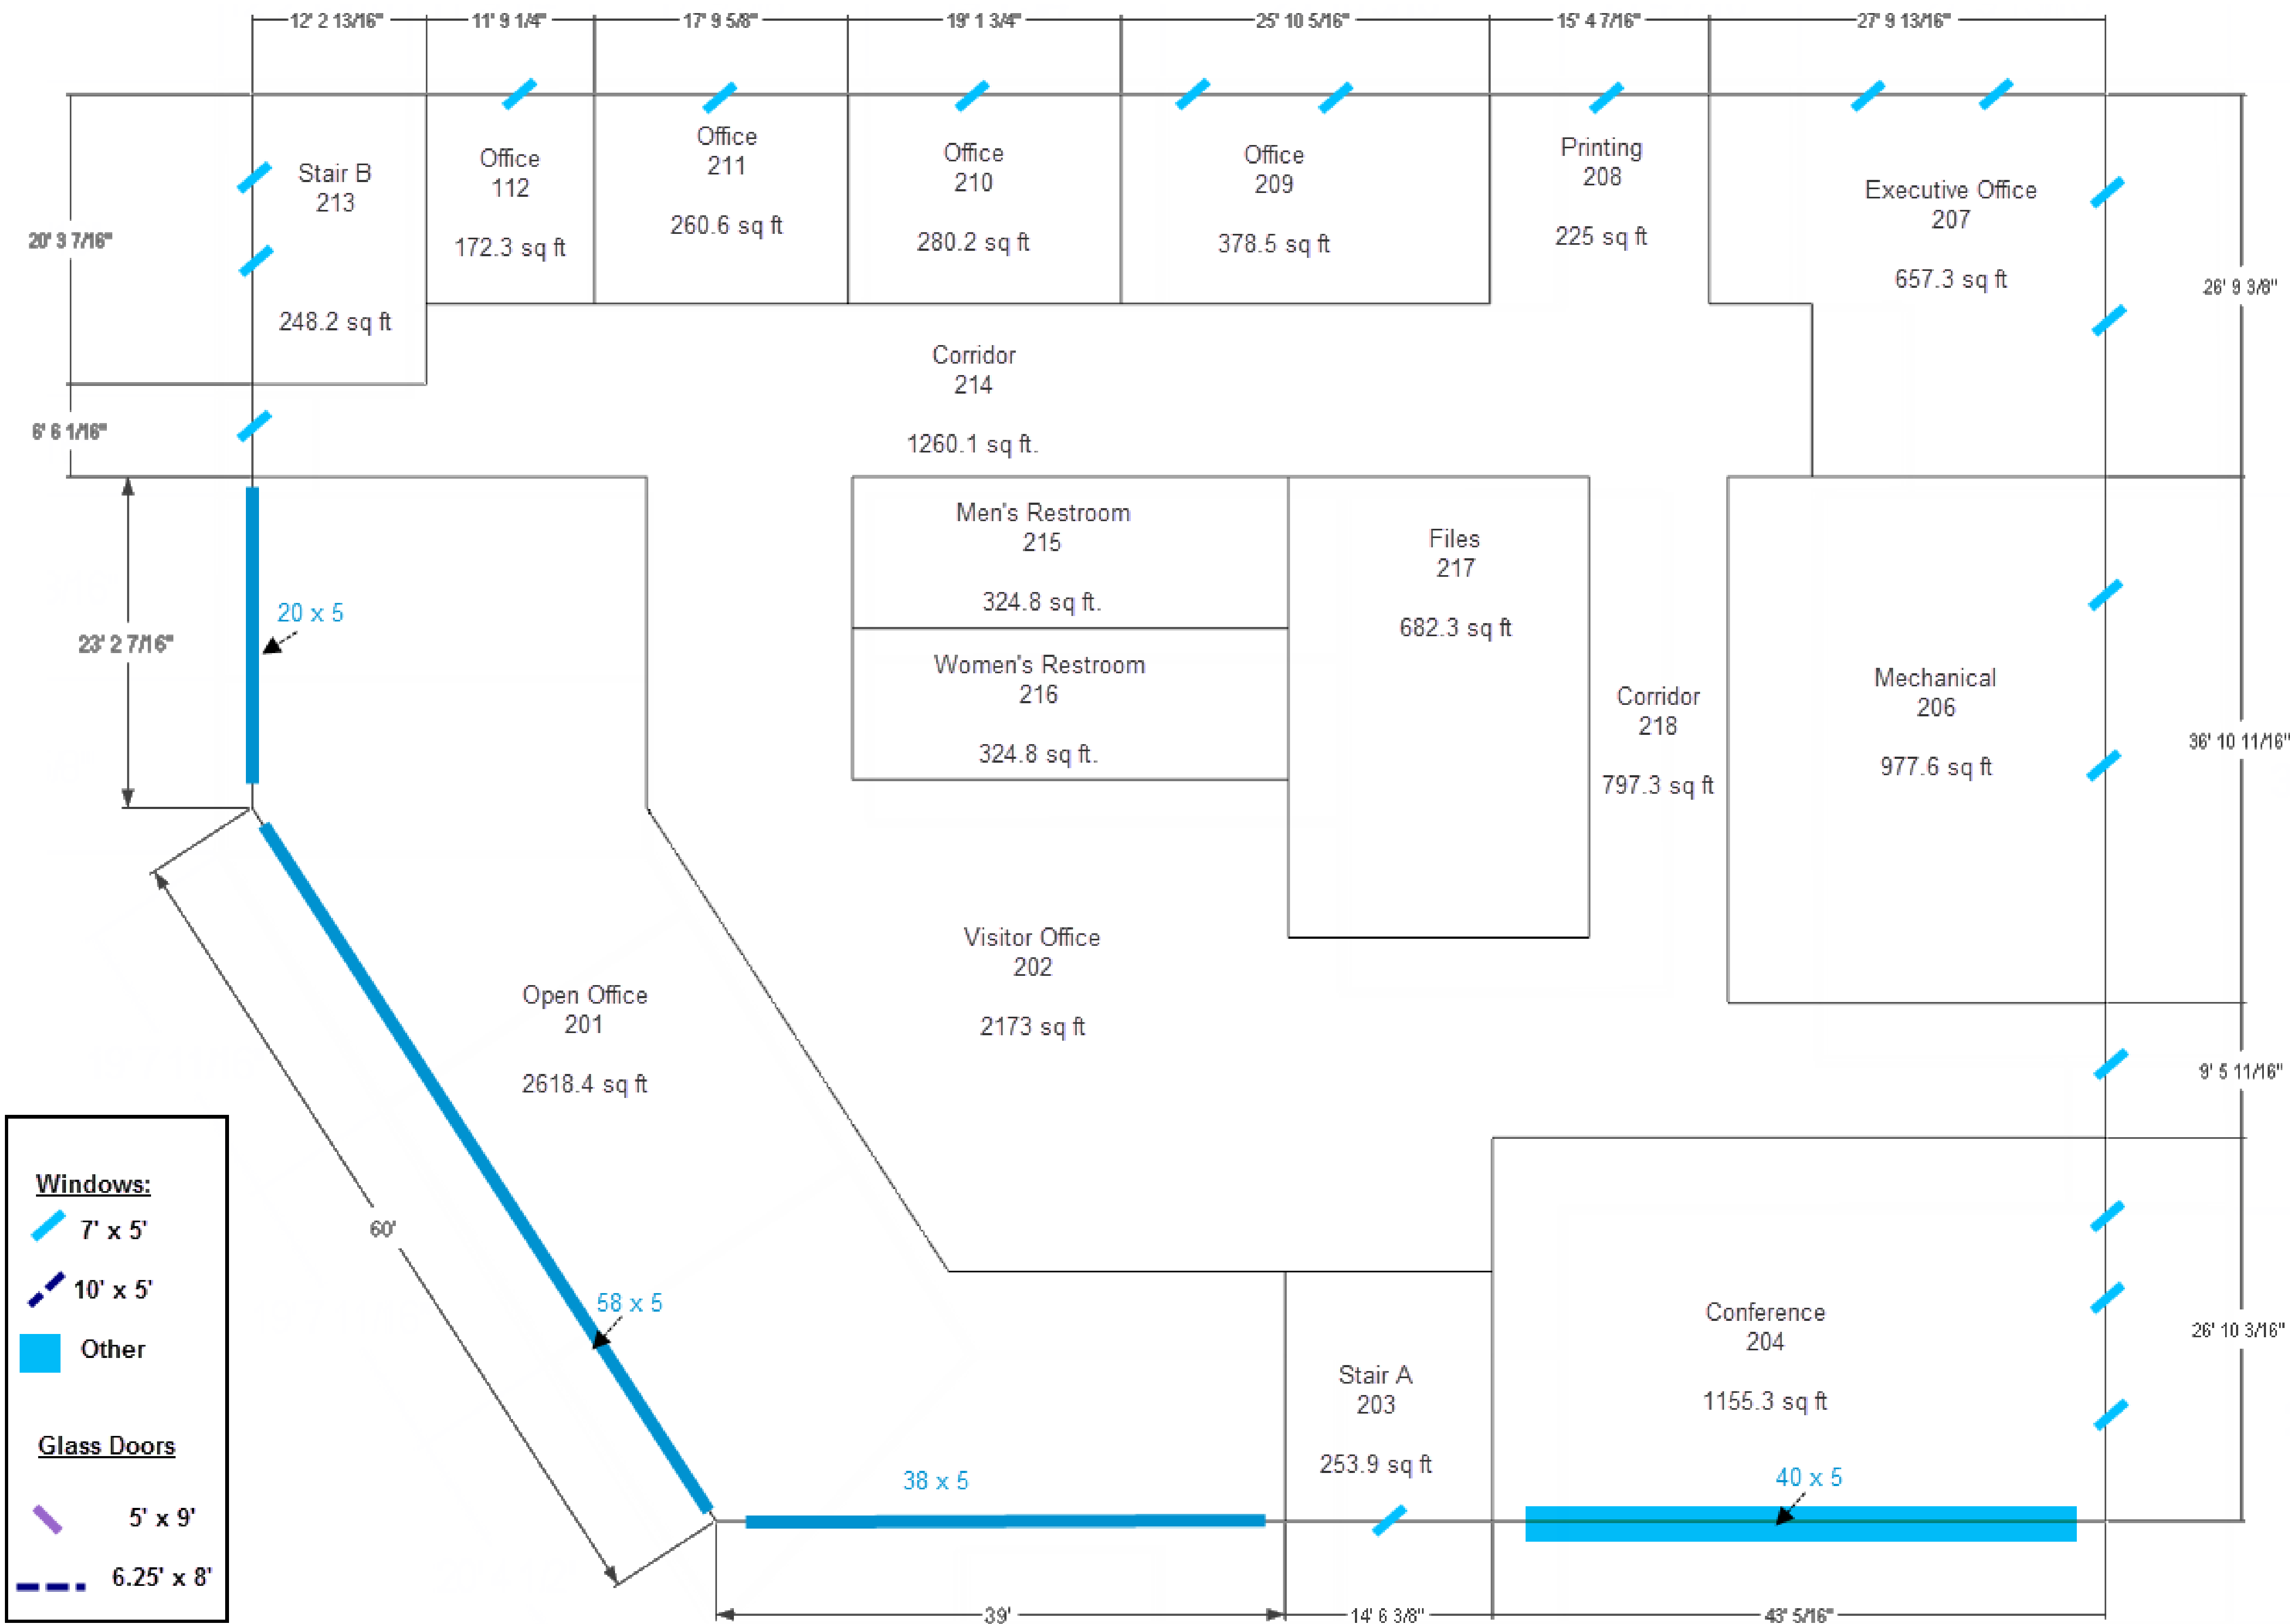 12' 2 13/16"
11' 9 1/4"
17' 9 5/8"
19' 1 3/4"
25' 10 5/16"
15' 4 7/16"
27' 9 13/16"
Stair B
213
248.2 sq ft
Office
112
172.3 sq ft
Office
211
260.6 sq ft
Office
210
280.2 sq ft
Office
209
378.5 sq ft
Printing
208
225 sq ft
Executive Office
207
657.3 sq ft
20' 3 7/16"
26' 9 3/8"
Corridor
214
1260.1 sq ft.
6' 6 1/16"
Men's Restroom
215
324.8 sq ft.
Files
217
682.3 sq ft
20 x 5
23' 2 7/16"
Women's Restroom
216
324.8 sq ft.
Corridor
218
797.3 sq ft
Mechanical
206
977.6 sq ft
36' 10 11/16"
Visitor Office
202
2173 sq ft
Open Office
201
2618.4 sq ft
9' 5 11/16"
60'
58 x 5
Conference
204
1155.3 sq ft
26' 10 3/16"
Stair A
203
253.9 sq ft
38 x 5
40 x 5
39'
14' 6 3/8"
43' 5/16"
Windows:
7' x 5'
10' x 5'
Other
Glass Doors
5' x 9'
6.25' x 8'